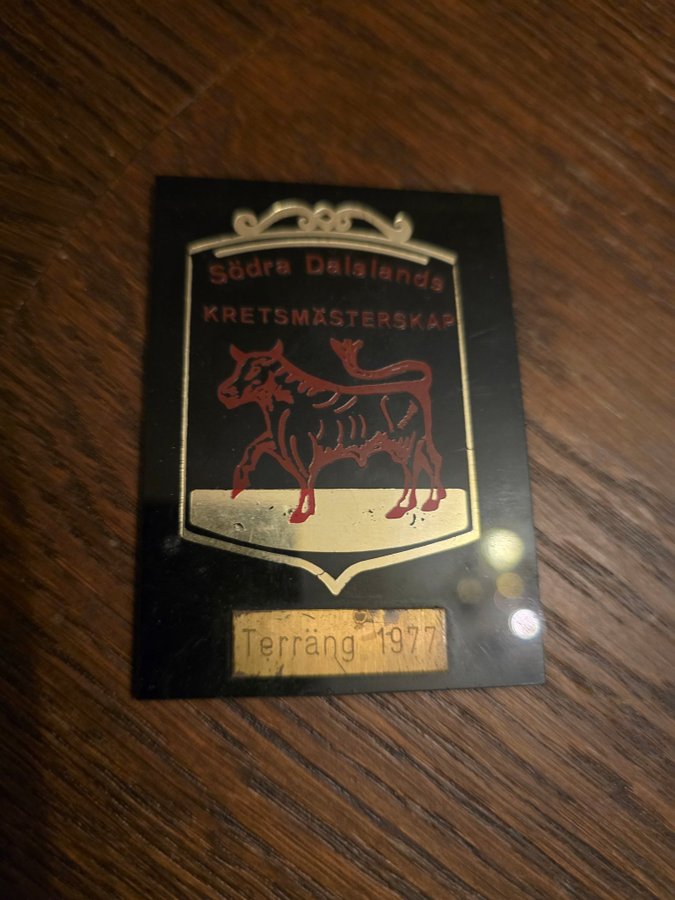 Södra Dalslands
KRETSMÄSTERSKAP
Terräng 1977